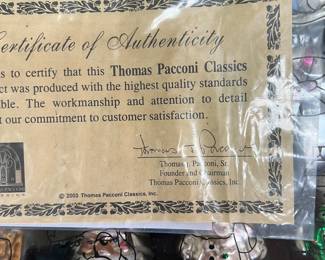 Certificate of Authenticity
is to certify that this Thomas Pacconi Classics
ct was produced with the highest quality standards
ble. The workmanship and attention to detail
t our commitment to customer satisfaction.
Thomas J. Pacconi, Sr.
Founder and Chairman
Thomas Pacconi Classics, Inc.
© 2003 Thomas Pacconi Classics, Inc.